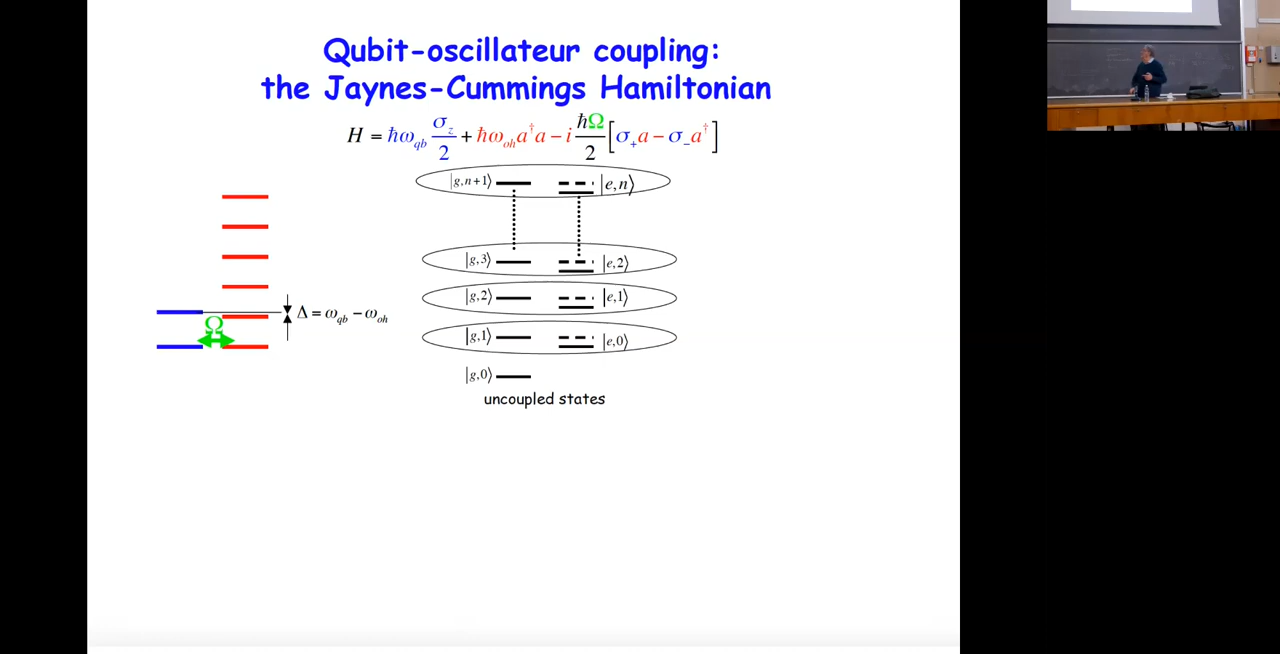 Qubit-oscillateur coupling:
the Jaynes-Cummings Hamiltonian
H = ħω_qb σ_z/2 + ħω_oh a†a − i ħΩ/2 [σ₊a − σ₋a†]
|g,n+1⟩ |e,n⟩
|g,3⟩ |e,2⟩
|g,2⟩ |e,1⟩
Δ = ω_qb − ω_oh
Ω
|g,1⟩ |e,0⟩
|g,0⟩
uncoupled states